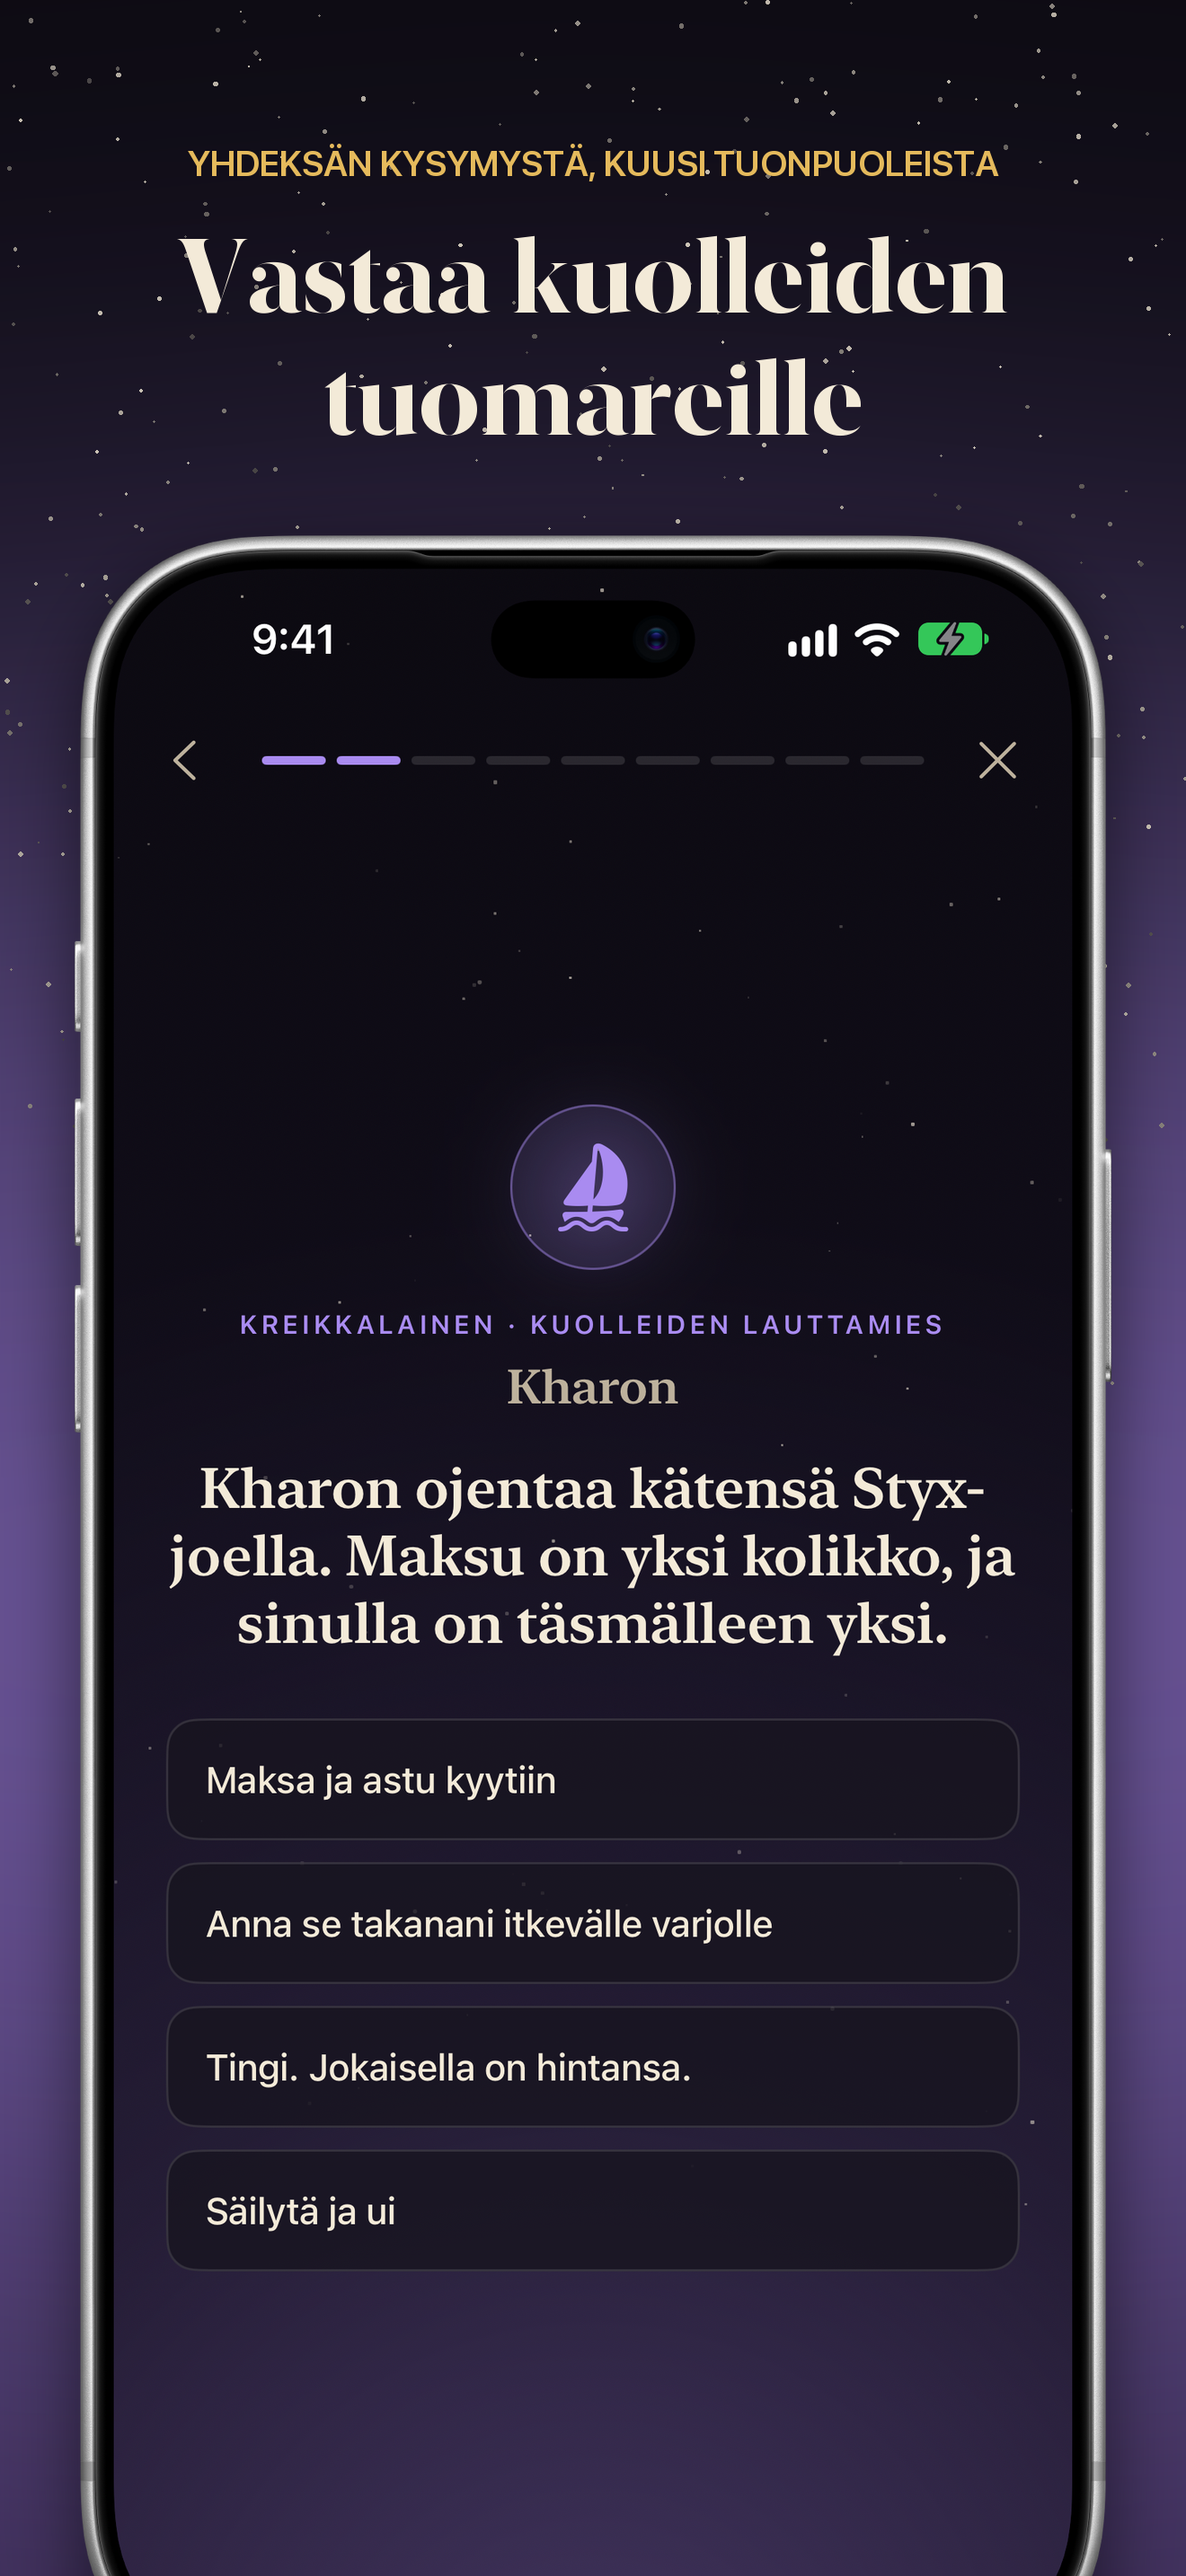 YHDEKSÄN KYSYMYSTÄ, KUUSI TUONPUOLEISTA
Vastaa kuolleiden
tuomareille
9:41
KREIKKALAINEN · KUOLLEIDEN LAUTTAMIES
Kharon
Kharon ojentaa kätensä Styx-
joella. Maksu on yksi kolikko, ja
sinulla on täsmälleen yksi.
Maksa ja astu kyytiin
Anna se takanani itkevälle varjolle
Tingi. Jokaisella on hintansa.
Säilytä ja ui